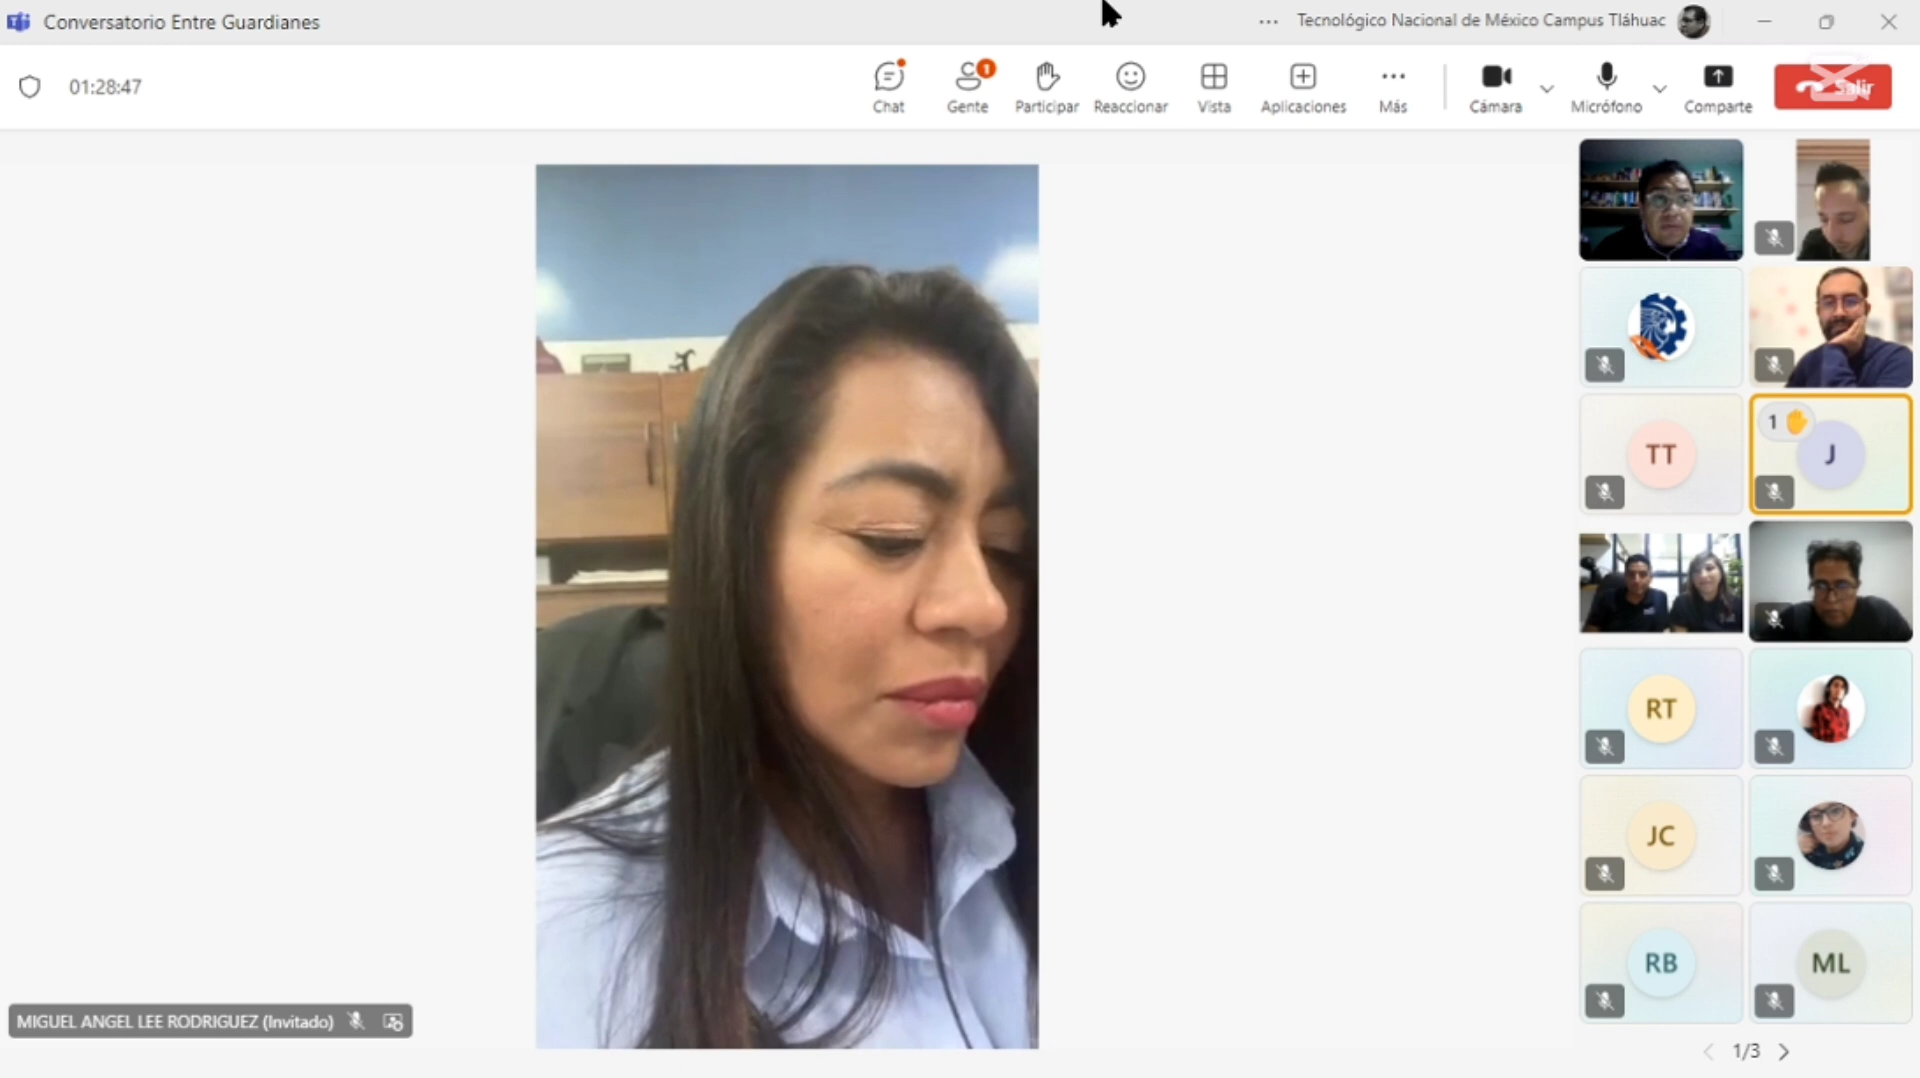 Conversatorio Entre Guardianes
Tecnológico Nacional de México Campus Tláhuac
01:28:47
1
Chat
Gente
Participar
Reaccionar
Vista
Aplicaciones
Más
Cámara
Micrófono
Comparte
Salir
TT
1
J
RT
JC
RB
ML
MIGUEL ANGEL LEE RODRIGUEZ (Invitado)
1/3